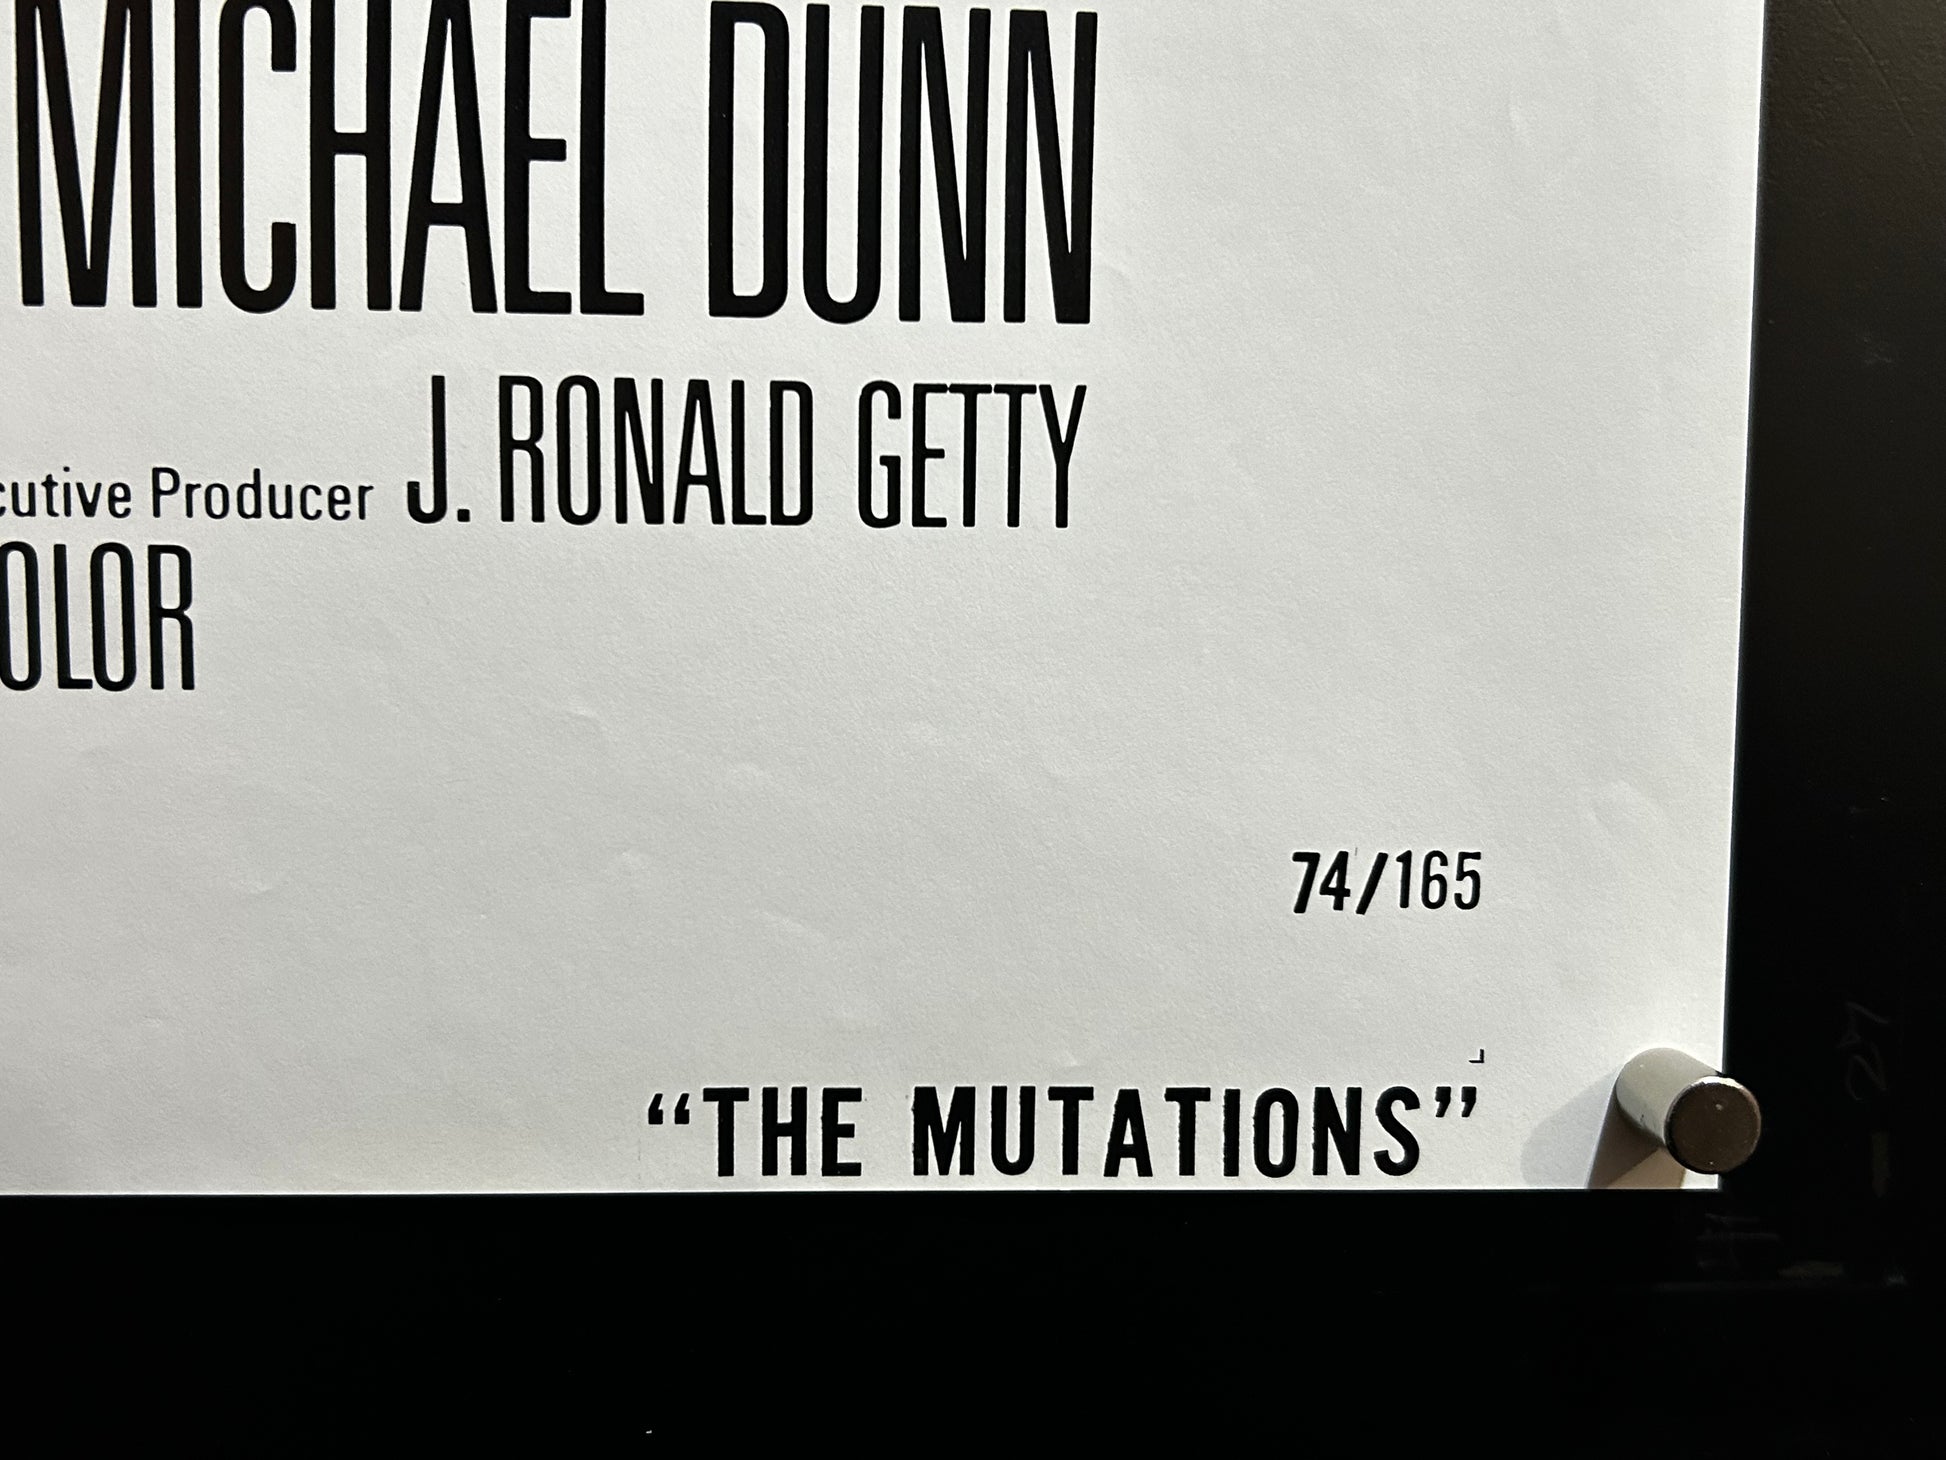 MICHAEL DUNN
cutive Producer J. RONALD GETTY
OLOR
74/165
“THE MUTATIONS”